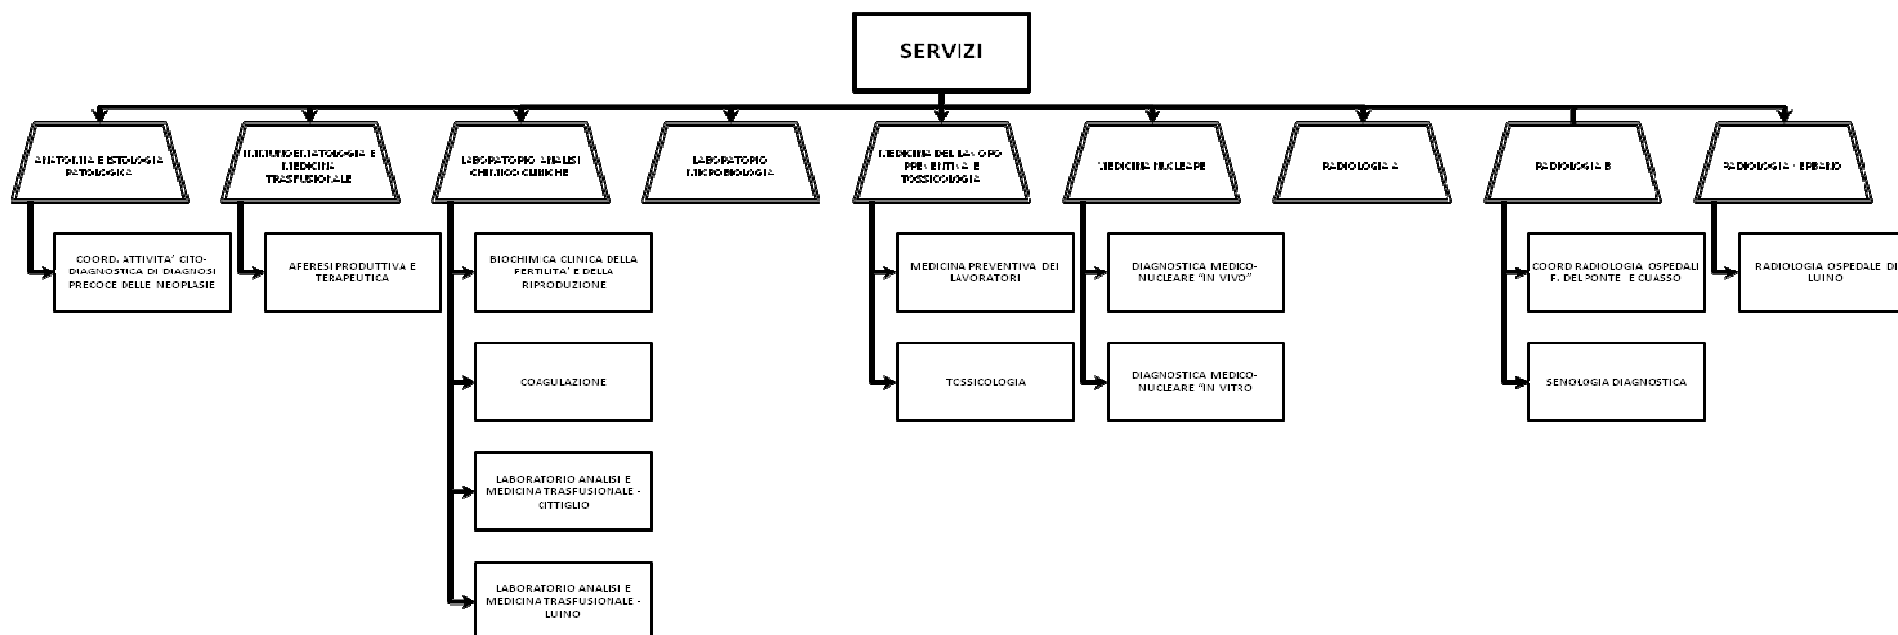 SERVIZI
ANATOMIA E ISTOLOGIA
PATOLOGICA
IMMUNOEMATOLOGIA E
MEDICINA
TRASFUSIONALE
LABORATORIO ANALISI
CHIMICO CLINICHE
LABORATORIO
MICROBIOLOGIA
MEDICINA DEL LAVORO
PREVENTIVA E
TOSSICOLOGIA
MEDICINA NUCLEARE
RADIOLOGIA A
RADIOLOGIA B
RADIOLOGIA VERBANO
COORD. ATTIVITA' CITO-
DIAGNOSTICA DI DIAGNOSI
PRECOCE DELLE NEOPLASIE
AFERESI PRODUTTIVA E
TERAPEUTICA
BIOCHIMICA CLINICA DELLA
FERTILITA' E DELLA
RIPRODUZIONE
MEDICINA PREVENTIVA DEI
LAVORATORI
DIAGNOSTICA MEDICO-
NUCLEARE "IN VIVO"
COORD RADIOLOGIA OSPEDALI
F. DEL PONTE E CUASSO
RADIOLOGIA OSPEDALE DI
LUINO
COAGULAZIONE
TOSSICOLOGIA
DIAGNOSTICA MEDICO-
NUCLEARE "IN VITRO
SENOLOGIA DIAGNOSTICA
LABORATORIO ANALISI E
MEDICINA TRASFUSIONALE -
CITTIGLIO
LABORATORIO ANALISI E
MEDICINA TRASFUSIONALE -
LUINO